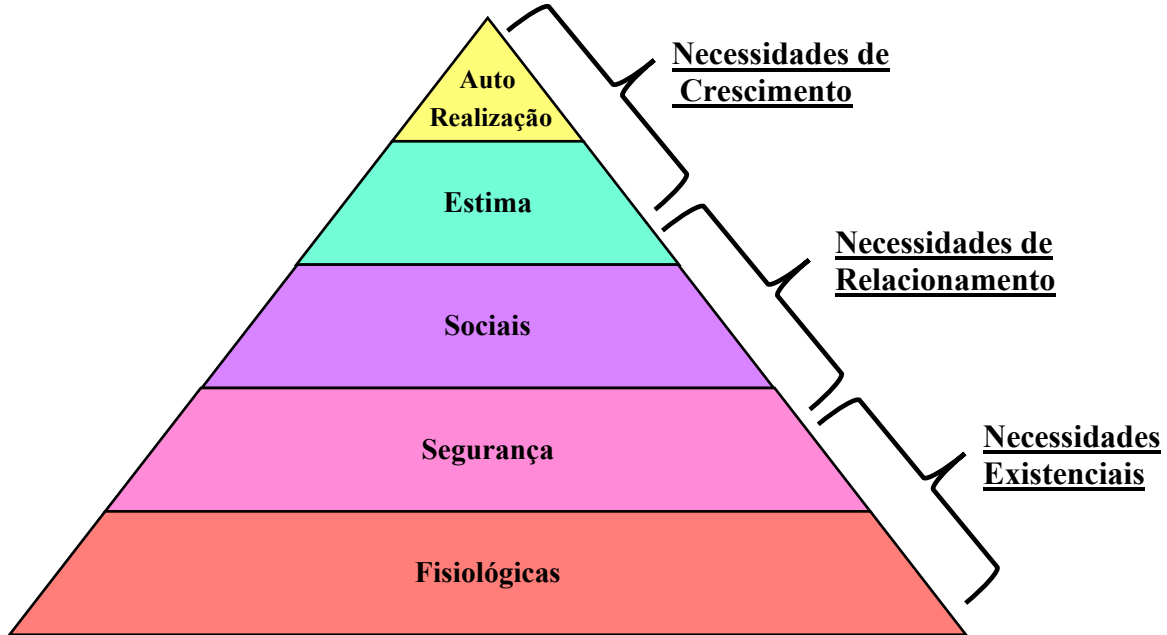 Auto
Realização
Necessidades de
Crescimento
Estima
Necessidades de
Relacionamento
Sociais
Segurança
Necessidades
Existenciais
Fisiológicas